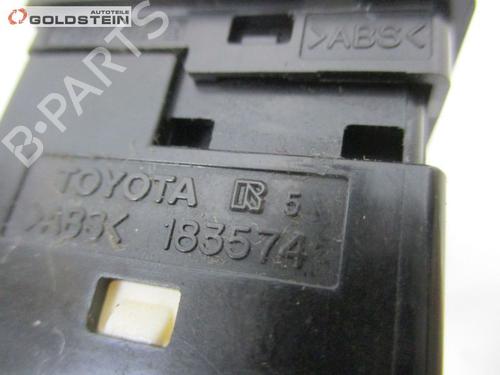 Autoteile
GOLDSTEIN
>ABS<
B-PARTS
TOYOTA R 5
>ABS< 183574